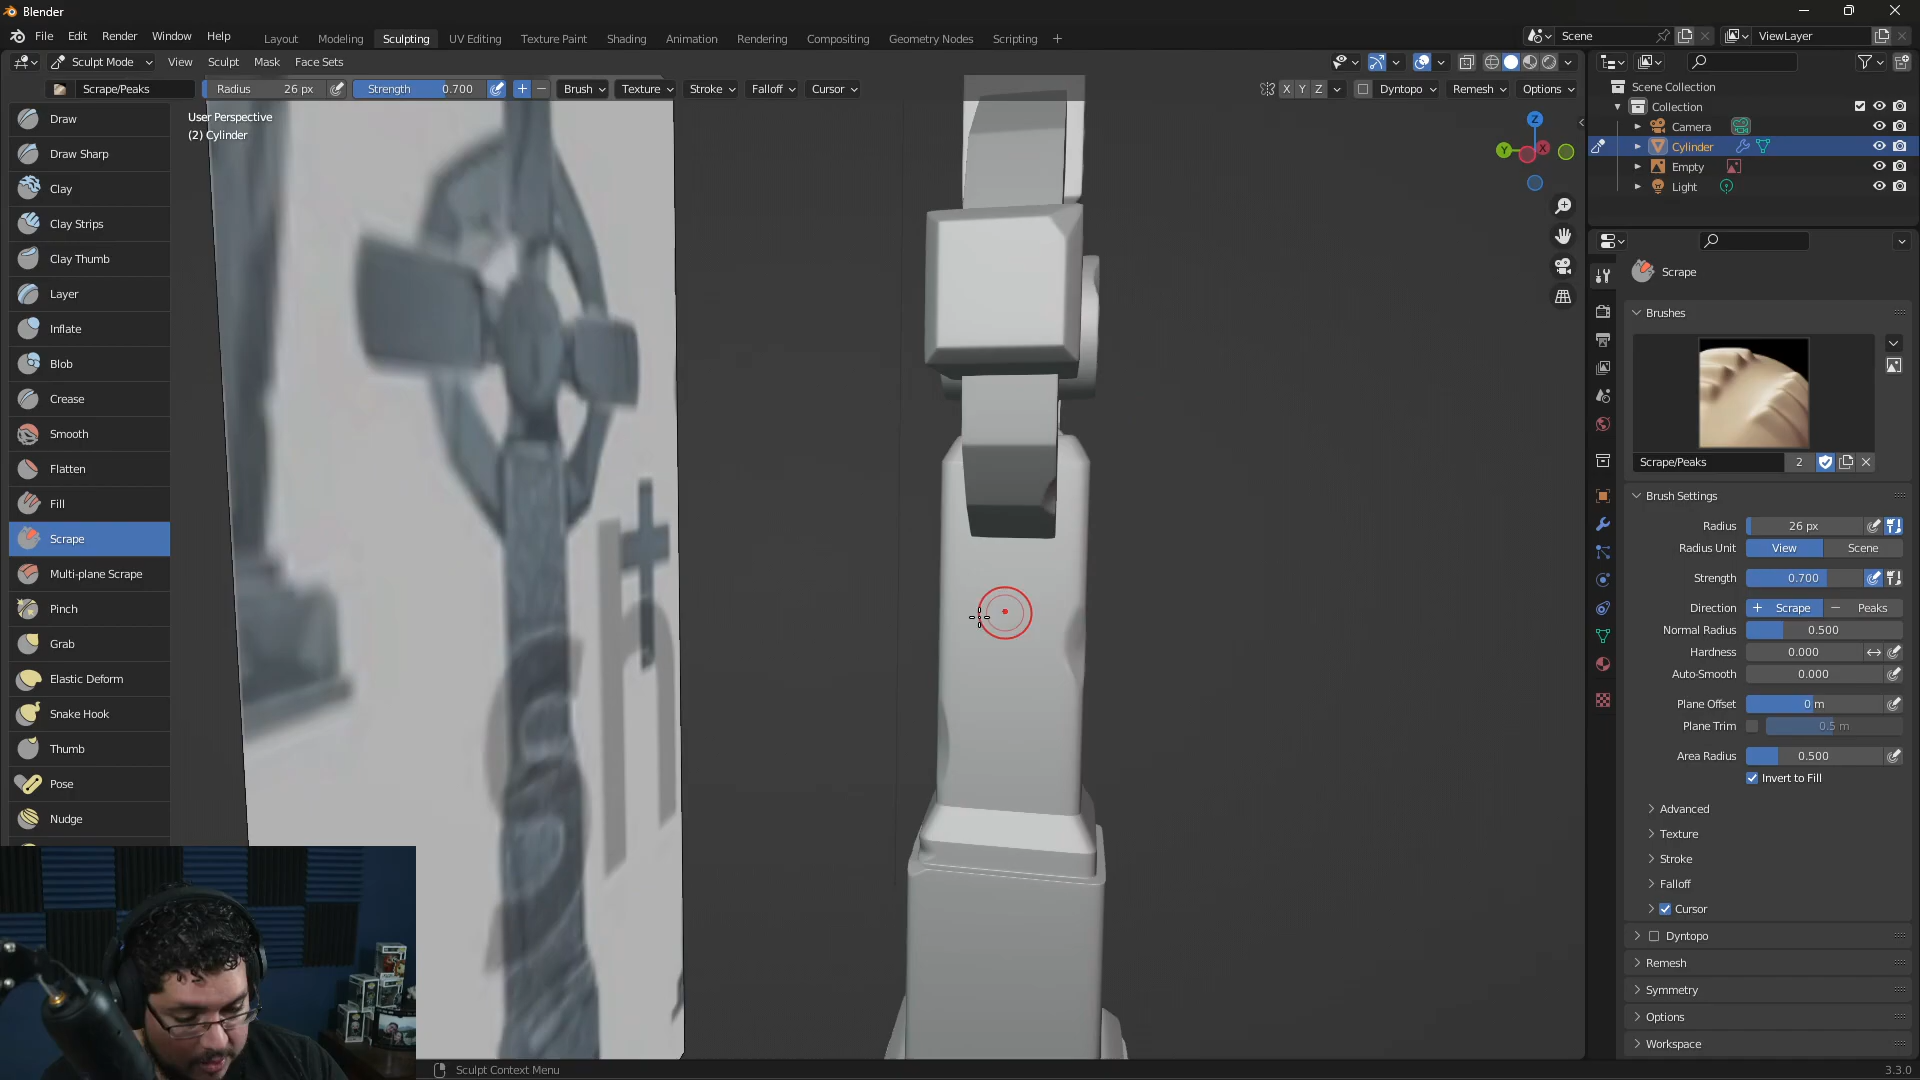 Blender
File Edit Render Window Help
Layout Modeling Sculpting UV Editing Texture Paint Shading Animation Rendering Compositing Geometry Nodes Scripting +
Scene
ViewLayer
Sculpt Mode View Sculpt Mask Face Sets
Scrape/Peaks Radius 26 px Strength 0.700 Brush Texture Stroke Falloff Cursor
X Y Z Dyntopo Remesh Options
User Perspective
(2) Cylinder
Draw
Draw Sharp
Clay
Clay Strips
Clay Thumb
Layer
Inflate
Blob
Crease
Smooth
Flatten
Fill
Scrape
Multi-plane Scrape
Pinch
Grab
Elastic Deform
Snake Hook
Thumb
Pose
Nudge
Z
Y
X
Scene Collection
Collection
Camera
Cylinder
Empty
Light
Scrape
Brushes
Scrape/Peaks 2
Brush Settings
Radius 26 px
Radius Unit View Scene
Strength 0.700
Direction + Scrape − Peaks
Normal Radius 0.500
Hardness 0.000
Auto-Smooth 0.000
Plane Offset 0 m
Plane Trim 0.5 m
Area Radius 0.500
Invert to Fill
Advanced
Texture
Stroke
Falloff
Cursor
Dyntopo
Remesh
Symmetry
Options
Workspace
Sculpt Context Menu
3.3.0